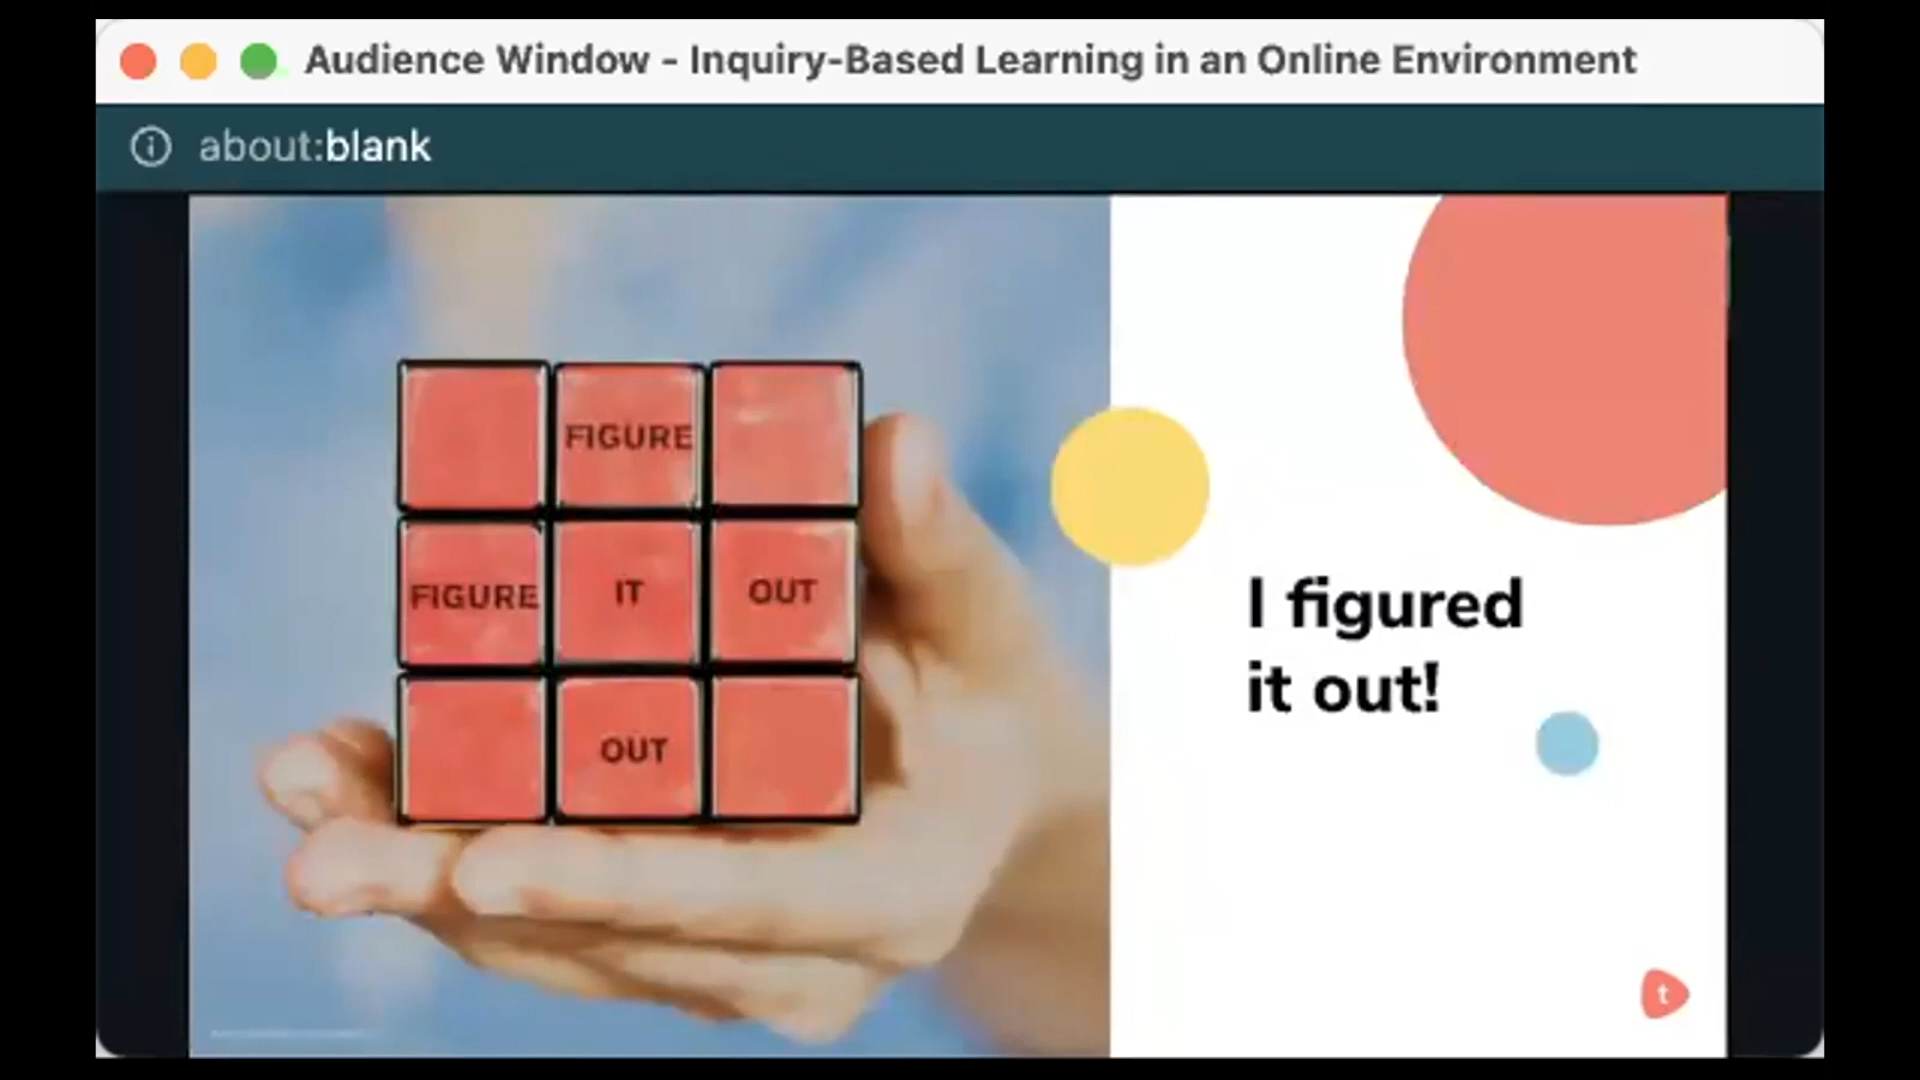 Audience Window – Inquiry-Based Learning in an Online Environment
about:blank
FIGURE
FIGURE IT OUT
OUT
I figured
it out!
t